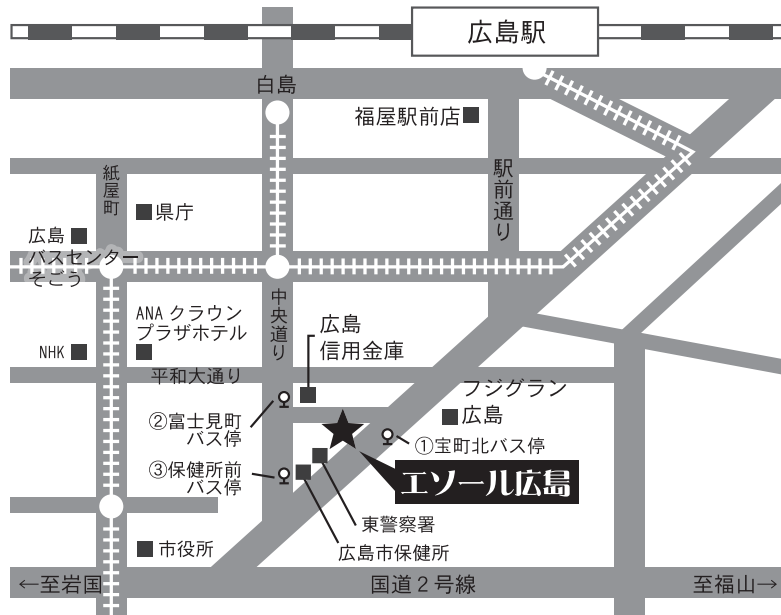 広島駅
白島
福屋駅前店
紙屋町
駅前通り
県庁
広島
バスセンター
そごう
中央通り
ANA クラウン
プラザホテル
広島
信用金庫
NHK
平和大通り
フジグラン
広島
②富士見町
バス停
①宝町北バス停
③保健所前
バス停
エソール広島
東警察署
広島市保健所
市役所
←至岩国
国道2号線
至福山→